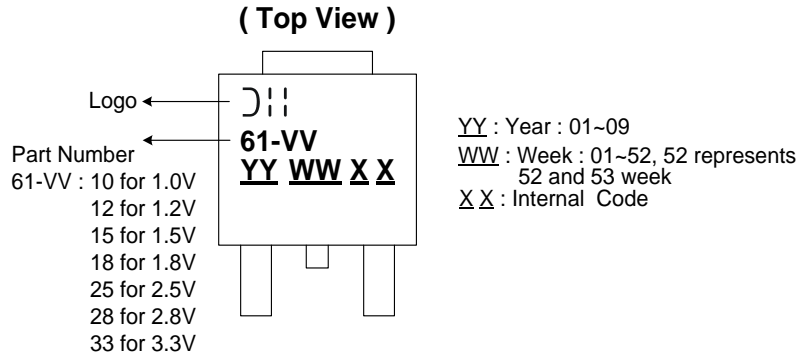 ( Top View )
Logo
61-VV
YY WW X X
Part Number
61-VV : 10 for 1.0V
12 for 1.2V
15 for 1.5V
18 for 1.8V
25 for 2.5V
28 for 2.8V
33 for 3.3V
YY : Year : 01~09
WW : Week : 01~52, 52 represents
52 and 53 week
X X : Internal Code